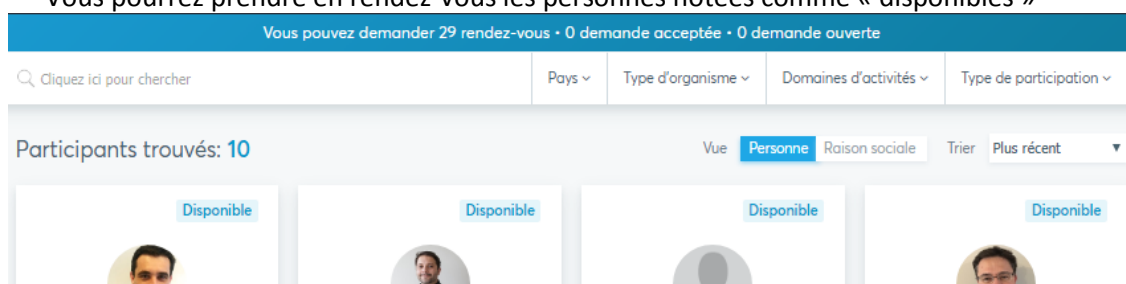 Vous pourrez prendre en rendez-vous les personnes notées comme « disponibles »
Vous pouvez demander 29 rendez-vous • 0 demande acceptée • 0 demande ouverte
Cliquez ici pour chercher Pays Type d'organisme Domaines d'activités Type de participation
Participants trouvés: 10 Vue Personne Raison sociale Trier Plus récent
Disponible Disponible Disponible Disponible